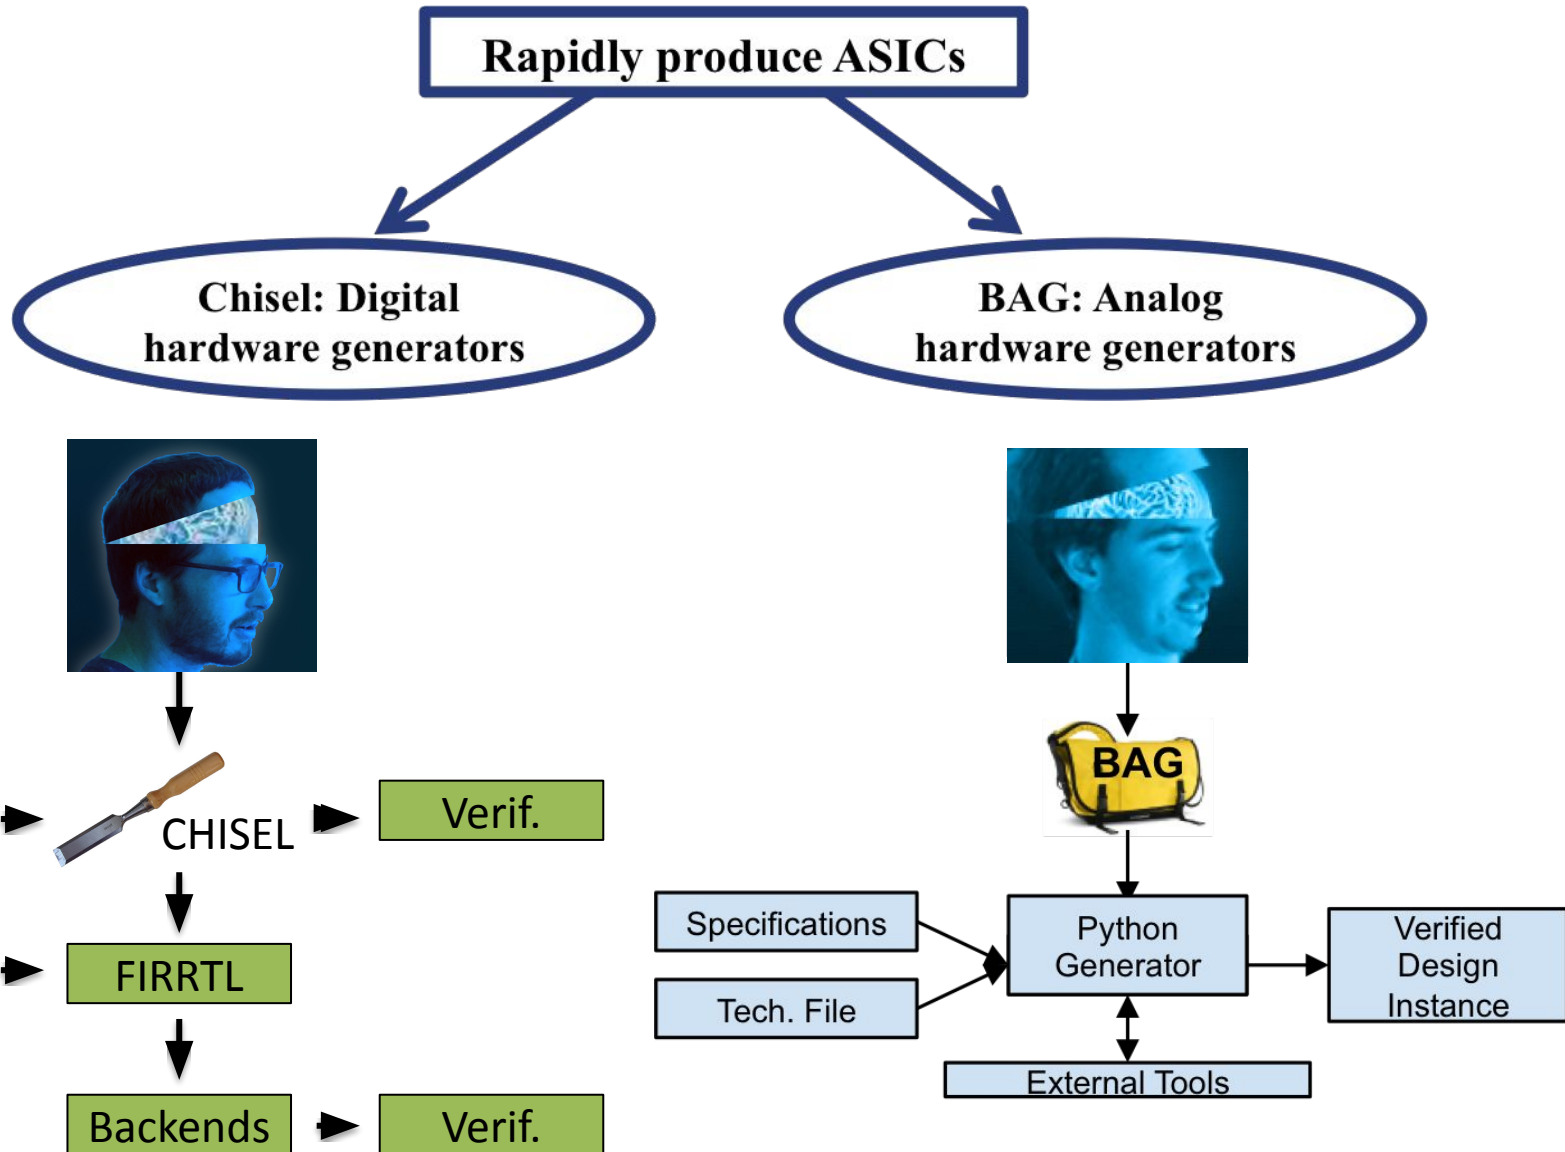 Rapidly produce ASICs
Chisel: Digital
hardware generators
BAG: Analog
hardware generators
CHISEL
Verif.
FIRRTL
Backends
Verif.
BAG
Specifications
Tech. File
Python
Generator
Verified
Design
Instance
External Tools